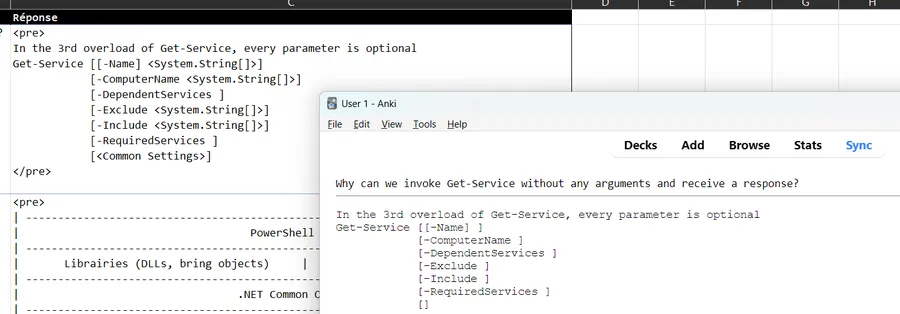 C D E F G H
Réponse
<pre>
In the 3rd overload of Get-Service, every parameter is optional
Get-Service [[-Name] <System.String[]>]
[-ComputerName <System.String[]>]
[-DependentServices ]
[-Exclude <System.String[]>]
[-Include <System.String[]>]
[-RequiredServices ]
[<Common Settings>]
</pre>
<pre>
| ----------------------------------------------
| PowerShell
| ----------------------------------------------
| Librairies (DLLs, bring objects) |
| ----------------------------------------------
| .NET Common
| ----------------------------------------------
User 1 - Anki
File Edit View Tools Help
Decks Add Browse Stats Sync
Why can we invoke Get-Service without any arguments and receive a response?
In the 3rd overload of Get-Service, every parameter is optional
Get-Service [[-Name] ]
[-ComputerName ]
[-DependentServices ]
[-Exclude ]
[-Include ]
[-RequiredServices ]
[]